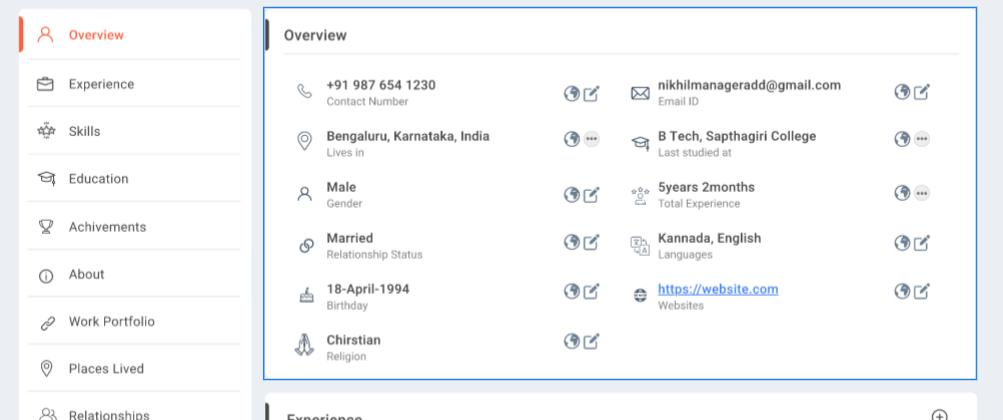 Overview
Experience
Skills
Education
Achivements
About
Work Portfolio
Places Lived
Relationships
Overview
+91 987 654 1230
Contact Number
nikhilmanageradd@gmail.com
Email ID
Bengaluru, Karnataka, India
Lives in
B Tech, Sapthagiri College
Last studied at
Male
Gender
5years 2months
Total Experience
Married
Relationship Status
Kannada, English
Languages
18-April-1994
Birthday
https://website.com
Websites
Chirstian
Religion
Experience